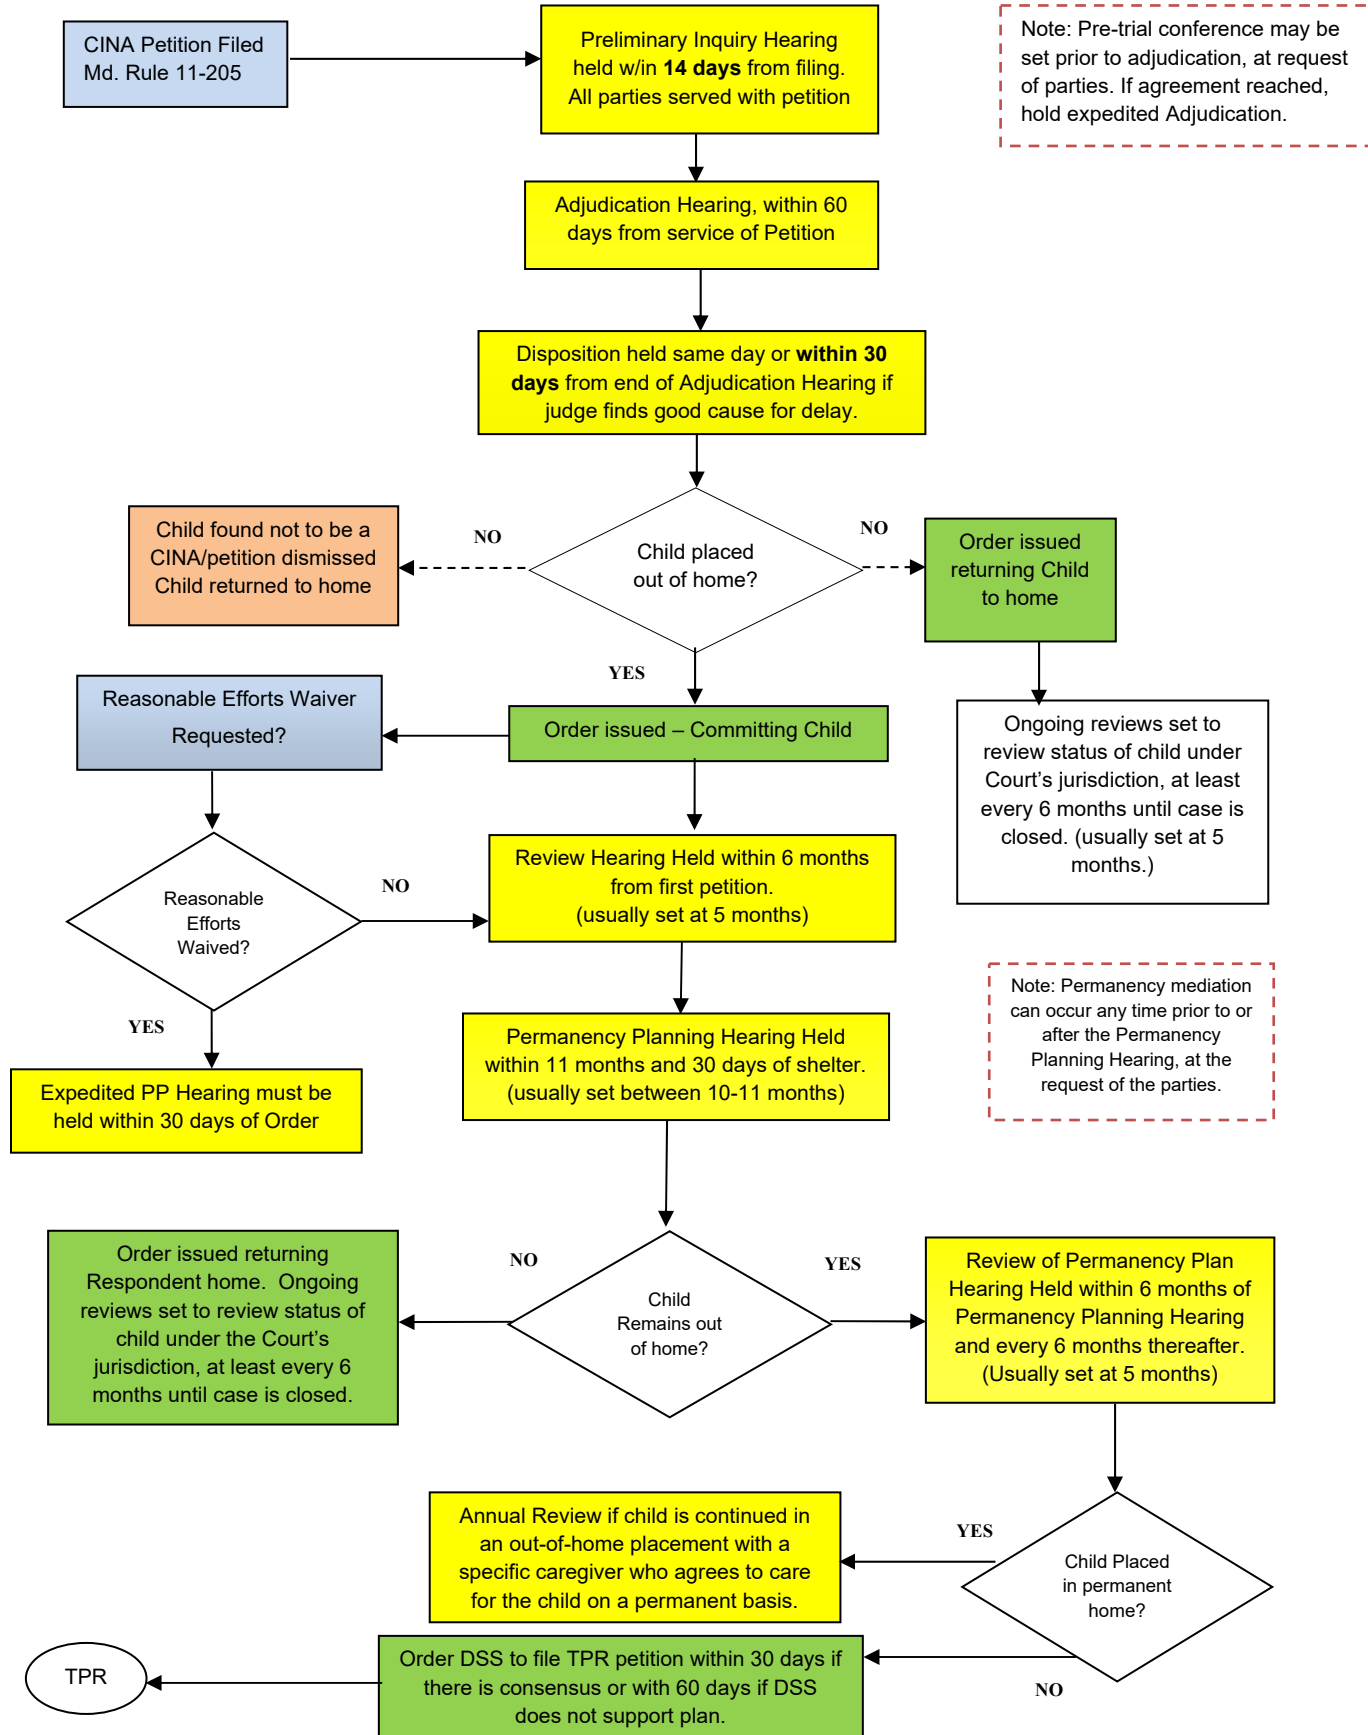 CINA Petition Filed
Md. Rule 11-205
Preliminary Inquiry Hearing
held w/in 14 days from filing.
All parties served with petition
Note: Pre-trial conference may be
set prior to adjudication, at request
of parties. If agreement reached,
hold expedited Adjudication.
Adjudication Hearing, within 60
days from service of Petition
Disposition held same day or within 30
days from end of Adjudication Hearing if
judge finds good cause for delay.
Child found not to be a
CINA/petition dismissed
Child returned to home
NO
Child placed
out of home?
NO
Order issued
returning Child
to home
YES
Reasonable Efforts Waiver
Requested?
Order issued – Committing Child
Ongoing reviews set to
review status of child under
Court's jurisdiction, at least
every 6 months until case is
closed. (usually set at 5
months.)
Reasonable
Efforts
Waived?
NO
Review Hearing Held within 6 months
from first petition.
(usually set at 5 months)
YES
Expedited PP Hearing must be
held within 30 days of Order
Permanency Planning Hearing Held
within 11 months and 30 days of shelter.
(usually set between 10-11 months)
Note: Permanency mediation
can occur any time prior to or
after the Permanency
Planning Hearing, at the
request of the parties.
Order issued returning
Respondent home.  Ongoing
reviews set to review status of
child under the Court's
jurisdiction, at least every 6
months until case is closed.
NO
Child
Remains out
of home?
YES
Review of Permanency Plan
Hearing Held within 6 months of
Permanency Planning Hearing
and every 6 months thereafter.
(Usually set at 5 months)
Annual Review if child is continued in
an out-of-home placement with a
specific caregiver who agrees to care
for the child on a permanent basis.
YES
Child Placed
in permanent
home?
NO
Order DSS to file TPR petition within 30 days if
there is consensus or with 60 days if DSS
does not support plan.
TPR